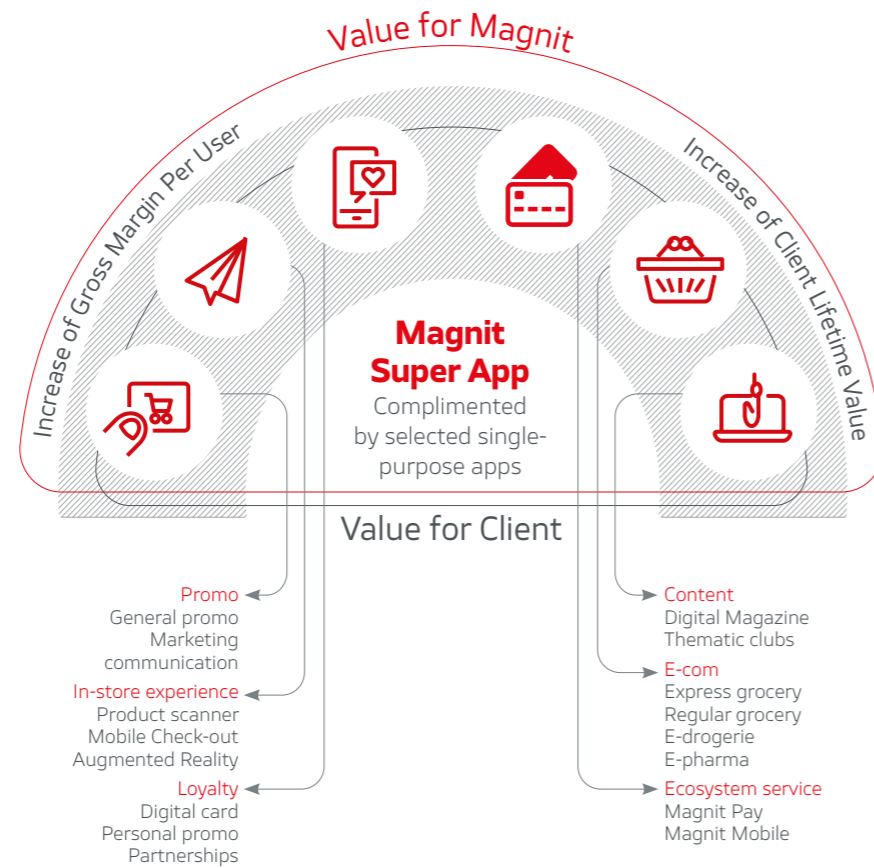 Value for Magnit
Increase of Gross Margin Per User
Increase of Client Lifetime Value
Magnit
Super App
Complimented
by selected single-
purpose apps
Value for Client
Promo
General promo
Marketing
communication
In-store experience
Product scanner
Mobile Check-out
Augmented Reality
Loyalty
Digital card
Personal promo
Partnerships
Content
Digital Magazine
Thematic clubs
E-com
Express grocery
Regular grocery
E-drogerie
E-pharma
Ecosystem service
Magnit Pay
Magnit Mobile